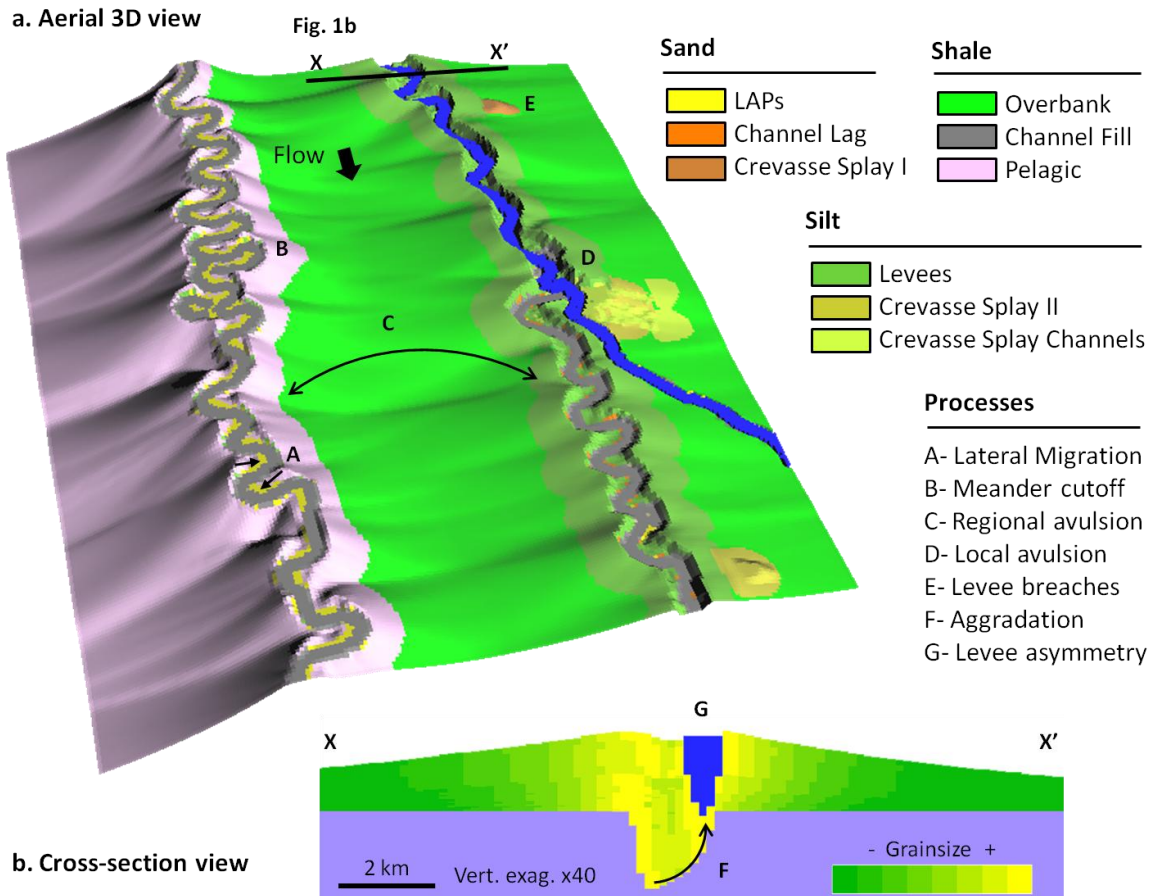 a. Aerial 3D view
Fig. 1b
X
X’
E
Flow
B
D
C
A
Sand
LAPs
Channel Lag
Crevasse Splay I
Shale
Overbank
Channel Fill
Pelagic
Silt
Levees
Crevasse Splay II
Crevasse Splay Channels
Processes
A- Lateral Migration
B- Meander cutoff
C- Regional avulsion
D- Local avulsion
E- Levee breaches
F- Aggradation
G- Levee asymmetry
G
X
X’
b. Cross-section view
2 km
Vert. exag. x40
F
- Grainsize +